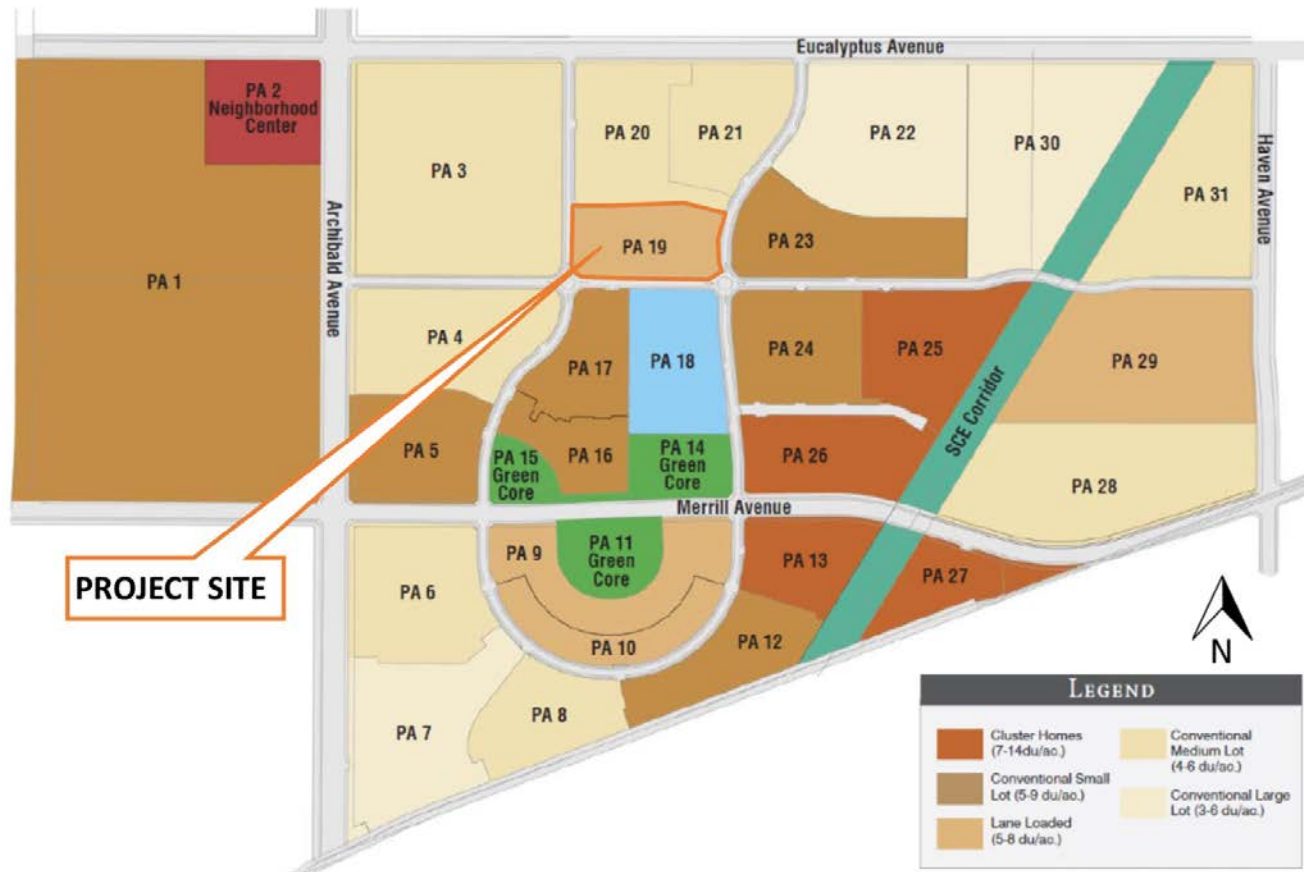 Eucalyptus Avenue
PA 2
Neighborhood
Center
PA 20
PA 21
PA 22
PA 30
PA 3
Haven Avenue
PA 31
Archibald Avenue
PA 19
PA 23
PA 1
PA 4
PA 17
PA 18
PA 24
PA 25
PA 29
SCE Corridor
PA 5
PA 15
Green
Core
PA 16
PA 14
Green
Core
PA 26
PA 28
Merrill Avenue
PA 9
PA 11
Green
Core
PA 13
PA 27
PROJECT SITE
PA 6
PA 10
PA 12
N
PA 7
PA 8
LEGEND
Cluster Homes
(7-14du/ac.)
Conventional Small
Lot (5-9 du/ac.)
Lane Loaded
(5-8 du/ac.)
Conventional
Medium Lot
(4-6 du/ac.)
Conventional Large
Lot (3-6 du/ac.)